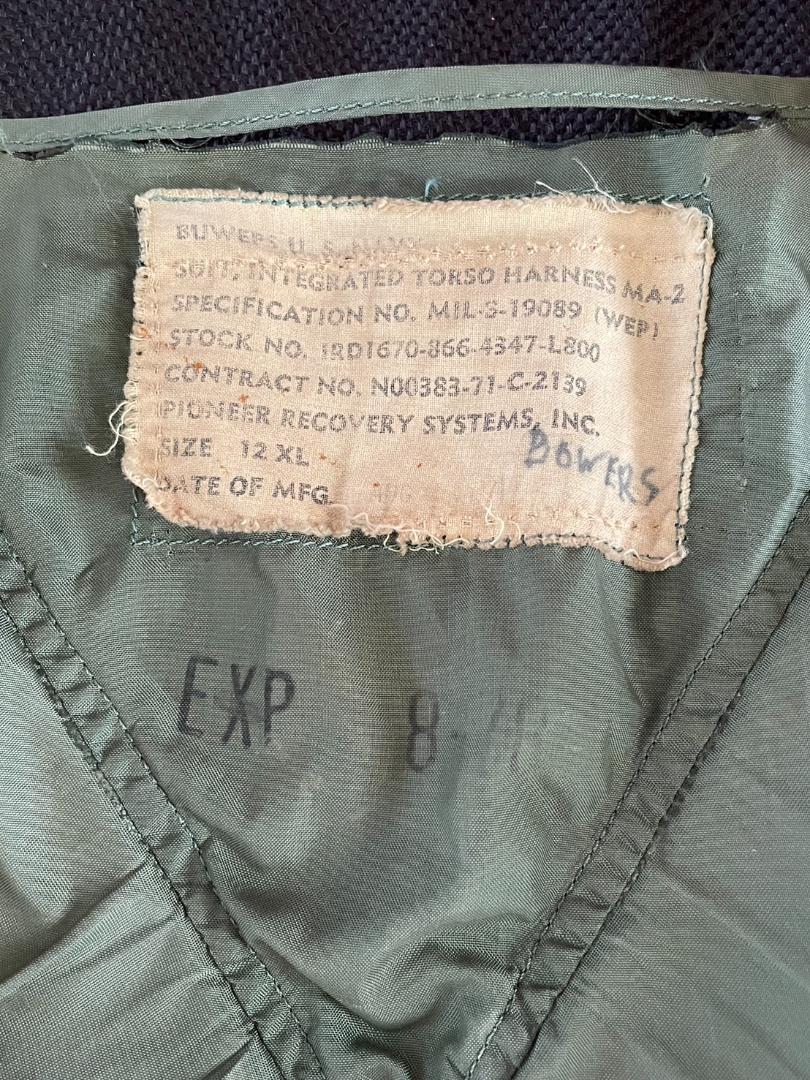 BUWEPS U. S. NAVY
SUIT, INTEGRATED TORSO HARNESS MA-2
SPECIFICATION NO. MIL-S-19089 (WEP)
STOCK NO. 1RD1670-866-4347-L800
CONTRACT NO. N00383-71-C-2139
PIONEER RECOVERY SYSTEMS, INC.
SIZE 12 XL
BOWERS
DATE OF MFG.
EXP 8-